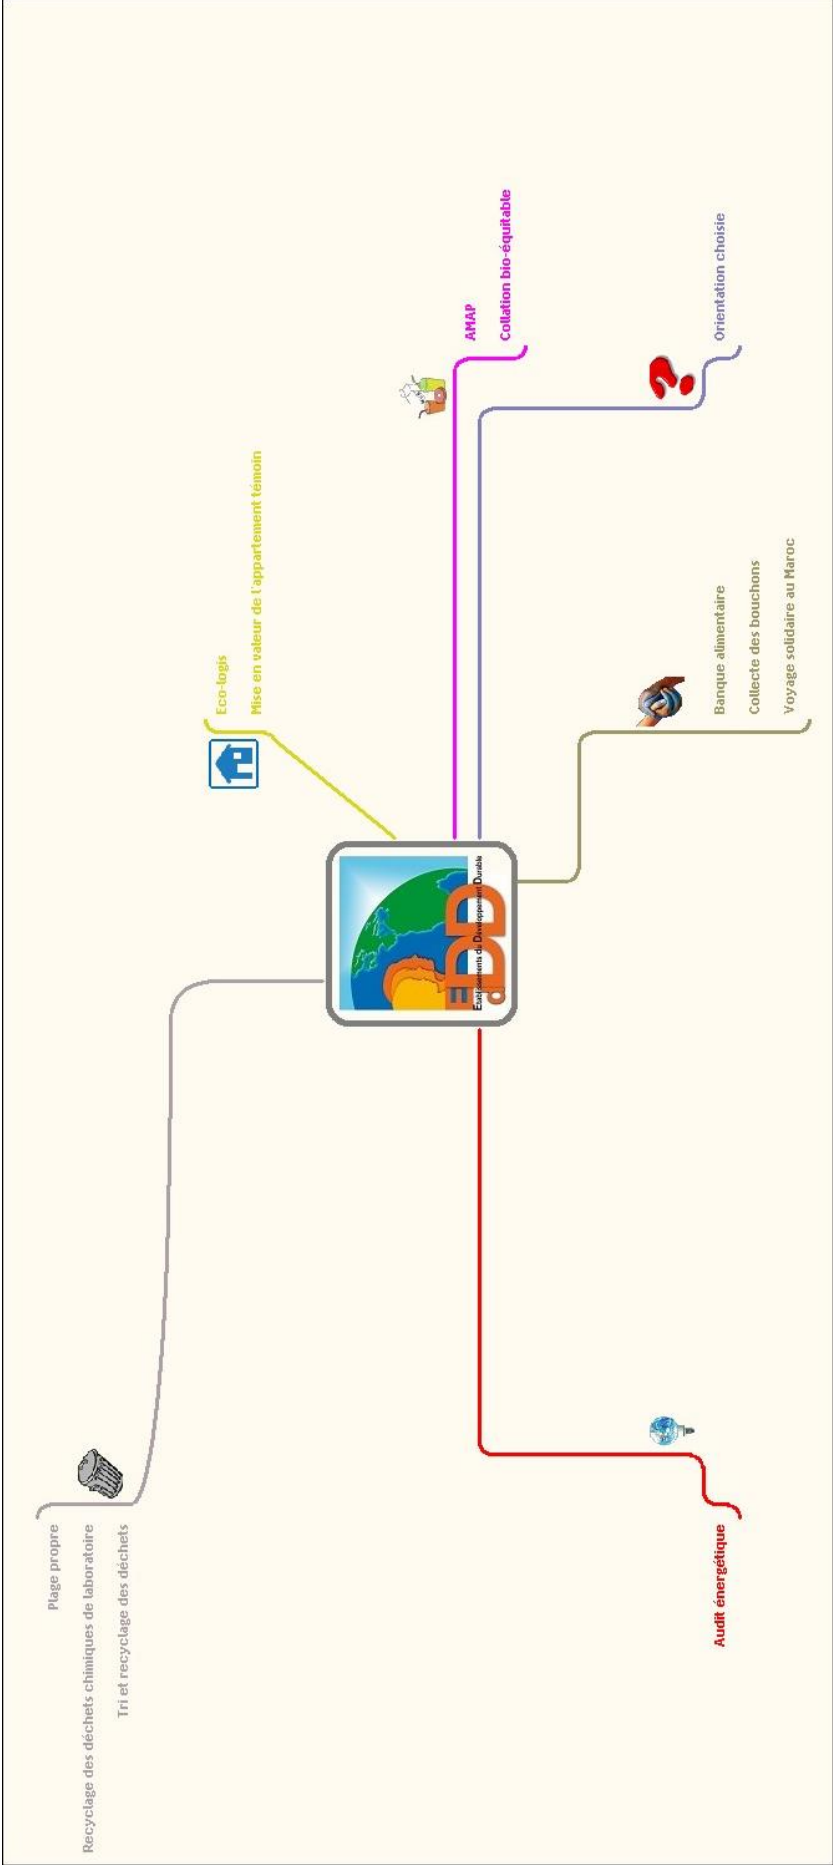 Plage propre
Recyclage des déchets chimiques de laboratoire
Tri et recyclage des déchets
Eco-logis
Mise en valeur de l'appartement témoin
E
DD
Etablissements du Développement Durable
AMAP
Collation bio-équitable
Orientation choisie
Banque alimentaire
Collecte des bouchons
Voyage solidaire au Maroc
Audit énergétique